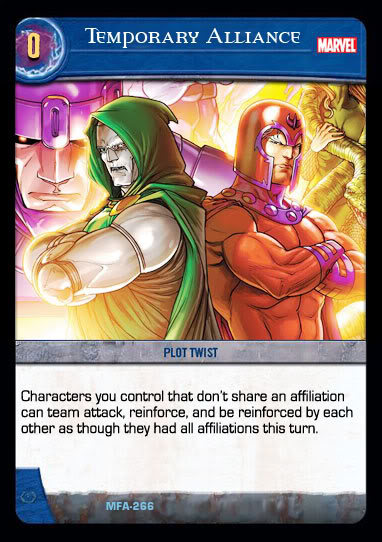 0
Temporary Alliance
MARVEL
PLOT TWIST
Characters you control that don't share an affiliation
can team attack, reinforce, and be reinforced by each
other as though they had all affiliations this turn.
MFA-266